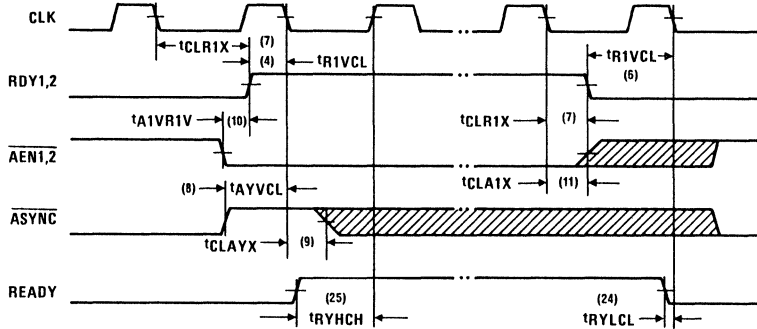 CLK
tCLR1X (7)
(4) tR1VCL
tR1VCL
(6)
RDY1,2
tA1VR1V (10)
tCLR1X (7)
AEN1,2
(8) tAYVCL
tCLA1X (11)
ASYNC
tCLAYX (9)
READY
(25)
tRYHCH
(24)
tRYLCL